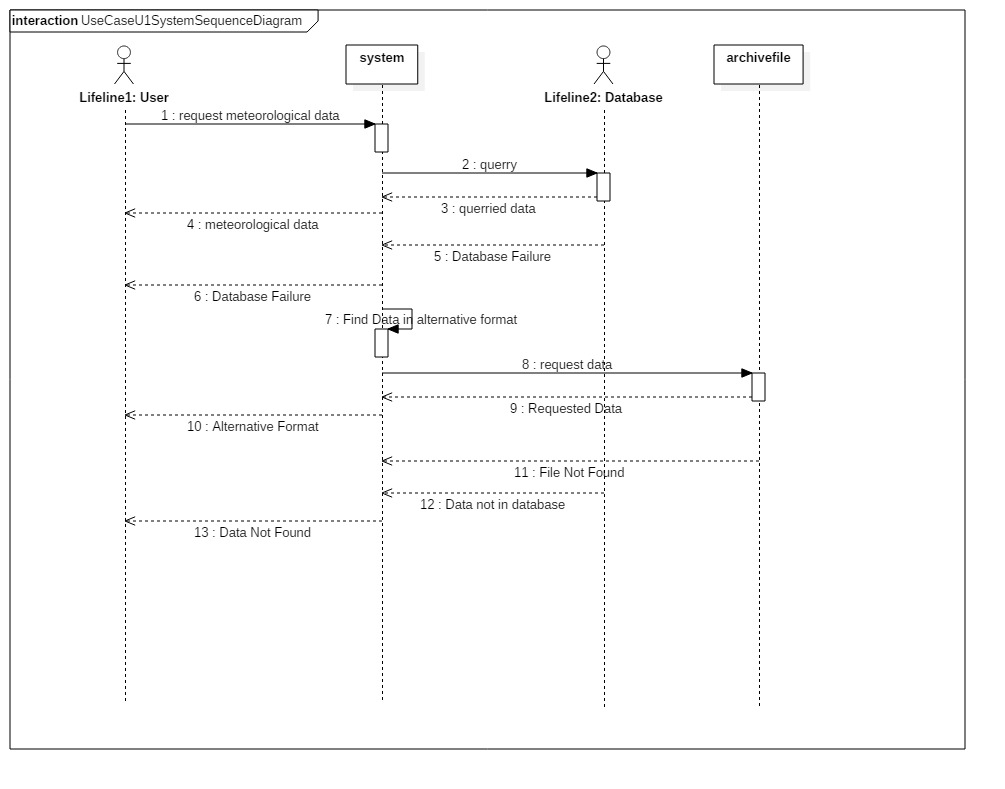 interaction UseCaseU1SystemSequenceDiagram
system
archivefile
Lifeline1: User
Lifeline2: Database
1 : request meteorological data
2 : querry
3 : querried data
4 : meteorological data
5 : Database Failure
6 : Database Failure
7 : Find Data in alternative format
8 : request data
9 : Requested Data
10 : Alternative Format
11 : File Not Found
12 : Data not in database
13 : Data Not Found